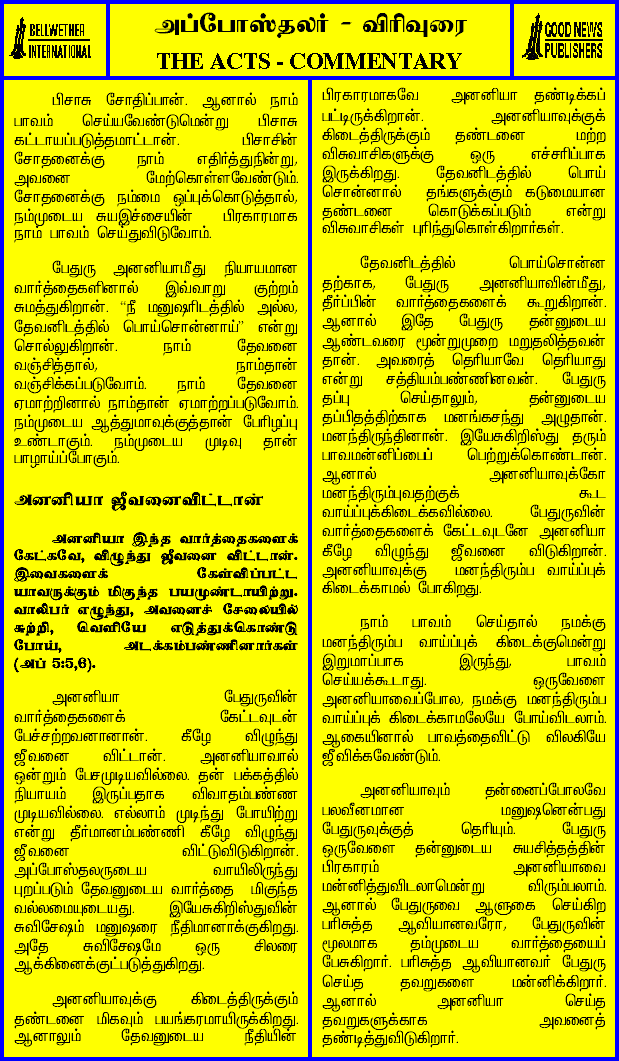 BELLWETHER
INTERNATIONAL
அப்போஸ்தலர் - விரிவுரை
THE ACTS - COMMENTARY
GOOD NEWS
PUBLISHERS
பிசாசு சோதிப்பான். ஆனால் நாம்
பாவம் செய்யவேண்டுமென்று பிசாசு
கட்டாயப்படுத்தமாட்டான். பிசாசின்
சோதனைக்கு நாம் எதிர்த்துநின்று,
அவனை மேற்கொள்ளவேண்டும்.
சோதனைக்கு நம்மை ஒப்புக்கொடுத்தால்,
நம்முடைய சுயஇச்சையின் பிரகாரமாக
நாம் பாவம் செய்துவிடுவோம்.
பேதுரு அனனியாமீது நியாயமான
வார்த்தைகளினால் இவ்வாறு குற்றம்
சுமத்துகிறான். “நீ மனுஷரிடத்தில் அல்ல,
தேவனிடத்தில் பொய்சொன்னாய்” என்று
சொல்லுகிறான். நாம் தேவனை
வஞ்சித்தால், நாம்தான்
வஞ்சிக்கப்படுவோம். நாம் தேவனை
ஏமாற்றினால் நாம்தான் ஏமாற்றப்படுவோம்.
நம்முடைய ஆத்துமாவுக்குத்தான் பேரிழப்பு
உண்டாகும். நம்முடைய முடிவு தான்
பாழாய்ப்போகும்.
அனனியா ஜீவனைவிட்டான்
அனனியா இந்த வார்த்தைகளைக்
கேட்கவே, விழுந்து ஜீவனை விட்டான்.
இவைகளைக் கேள்விப்பட்ட
யாவருக்கும் மிகுந்த பயமுண்டாயிற்று.
வாலிபர் எழுந்து, அவனைச் சேலையில்
சுற்றி, வெளியே எடுத்துக்கொண்டு
போய், அடக்கம்பண்ணினார்கள்
(அப் 5:5,6).
அனனியா பேதுருவின்
வார்த்தைகளைக் கேட்டவுடன்
பேச்சற்றவனானான். கீழே விழுந்து
ஜீவனை விட்டான். அனனியாவால்
ஒன்றும் பேசமுடியவில்லை. தன் பக்கத்தில்
நியாயம் இருப்பதாக விவாதம்பண்ண
முடியவில்லை. எல்லாம் முடிந்து போயிற்று
என்று தீர்மானம்பண்ணி கீழே விழுந்து
ஜீவனை விட்டுவிடுகிறான்.
அப்போஸ்தலருடைய வாயிலிருந்து
புறப்படும் தேவனுடைய வார்த்தை மிகுந்த
வல்லமையுடையது. இயேசுகிறிஸ்துவின்
சுவிசேஷம் மனுஷரை நீதிமானாக்குகிறது.
அதே சுவிசேஷமே ஒரு சிலரை
ஆக்கினைக்குட்படுத்துகிறது.
அனனியாவுக்கு கிடைத்திருக்கும்
தண்டனை மிகவும் பயங்கரமாயிருக்கிறது.
ஆனாலும் தேவனுடைய நீதியின்
பிரகாரமாகவே அனனியா தண்டிக்கப்
பட்டிருக்கிறான். அனனியாவுக்குக்
கிடைத்திருக்கும் தண்டனை மற்ற
விசுவாசிகளுக்கு ஒரு எச்சரிப்பாக
இருக்கிறது. தேவனிடத்தில் பொய்
சொன்னால் தங்களுக்கும் கடுமையான
தண்டனை கொடுக்கப்படும் என்று
விசுவாசிகள் புரிந்துகொள்கிறார்கள்.
தேவனிடத்தில் பொய்சொன்ன
தற்காக, பேதுரு அனனியாவின்மீது,
தீர்ப்பின் வார்த்தைகளைக் கூறுகிறான்.
ஆனால் இதே பேதுரு தன்னுடைய
ஆண்டவரை மூன்றுமுறை மறுதலித்தவன்
தான். அவரைத் தெரியாவே தெரியாது
என்று சத்தியம்பண்ணினவன். பேதுரு
தப்பு செய்தாலும், தன்னுடைய
தப்பிதத்திற்காக மனங்கசந்து அழுதான்.
மனந்திருந்தினான். இயேசுகிறிஸ்து தரும்
பாவமன்னிப்பைப் பெற்றுக்கொண்டான்.
ஆனால் அனனியாவுக்கோ
மனந்திரும்புவதற்குக் கூட
வாய்ப்புக்கிடைக்கவில்லை. பேதுருவின்
வார்த்தைகளைக் கேட்டவுடனே அனனியா
கீழே விழுந்து ஜீவனை விடுகிறான்.
அனனியாவுக்கு மனந்திரும்ப வாய்ப்புக்
கிடைக்காமல் போகிறது.
நாம் பாவம் செய்தால் நமக்கு
மனந்திரும்ப வாய்ப்புக் கிடைக்குமென்று
இறுமாப்பாக இருந்து, பாவம்
செய்யக்கூடாது. ஒருவேளை
அனனியாவைப்போல, நமக்கு மனந்திரும்ப
வாய்ப்புக் கிடைக்காமலேயே போய்விடலாம்.
ஆகையினால் பாவத்தைவிட்டு விலகியே
ஜீவிக்கவேண்டும்.
அனனியாவும் தன்னைப்போலவே
பலவீனமான மனுஷனென்பது
பேதுருவுக்குத் தெரியும். பேதுரு
ஒருவேளை தன்னுடைய சுயசித்தத்தின்
பிரகாரம் அனனியாவை
மன்னித்துவிடலாமென்று விரும்பலாம்.
ஆனால் பேதுருவை ஆளுகை செய்கிற
பரிசுத்த ஆவியானவரோ, பேதுருவின்
மூலமாக தம்முடைய வார்த்தையைப்
பேசுகிறார். பரிசுத்த ஆவியானவர் பேதுரு
செய்த தவறுகளை மன்னிக்கிறார்.
ஆனால் அனனியா செய்த
தவறுகளுக்காக அவனைத்
தண்டித்துவிடுகிறார்.